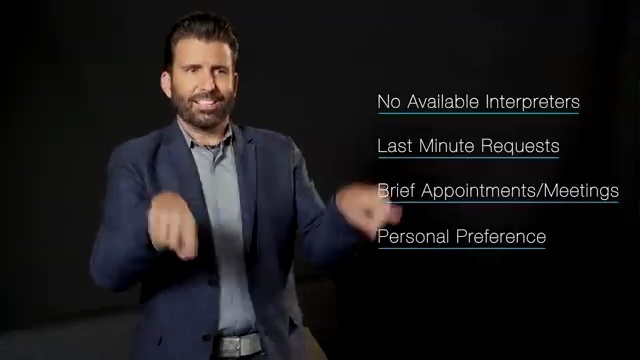 No Available Interpreters
Last Minute Requests
Brief Appointments/Meetings
Personal Preference